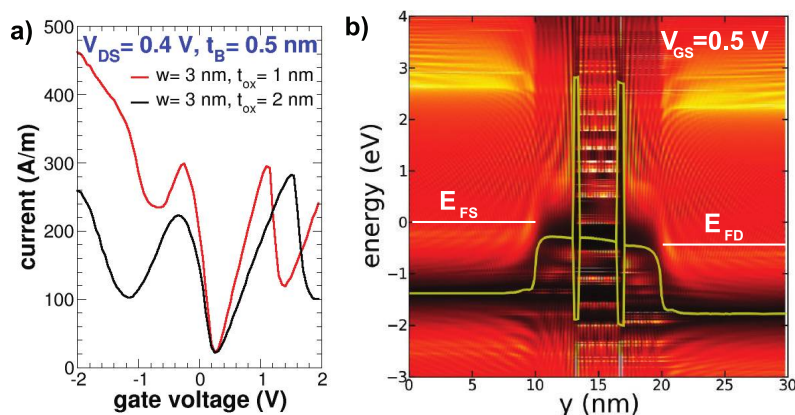 a)
V_DS= 0.4 V, t_B= 0.5 nm
w= 3 nm, t_ox= 1 nm
w= 3 nm, t_ox= 2 nm
500
400
300
200
100
0
current (A/m)
-2 -1 0 1 2
gate voltage (V)
b)
V_GS=0.5 V
E_FS
E_FD
4
3
2
1
0
−1
−2
−3
energy (eV)
0 5 10 15 20 25 30
y (nm)